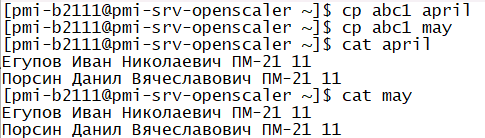 [pmi-b2111@pmi-srv-openscaler ~]$ cp abc1 april
[pmi-b2111@pmi-srv-openscaler ~]$ cp abc1 may
[pmi-b2111@pmi-srv-openscaler ~]$ cat april
Егупов Иван Николаевич ПМ-21 11
Порсин Данил Вячеславович ПМ-21 11
[pmi-b2111@pmi-srv-openscaler ~]$ cat may
Егупов Иван Николаевич ПМ-21 11
Порсин Данил Вячеславович ПМ-21 11